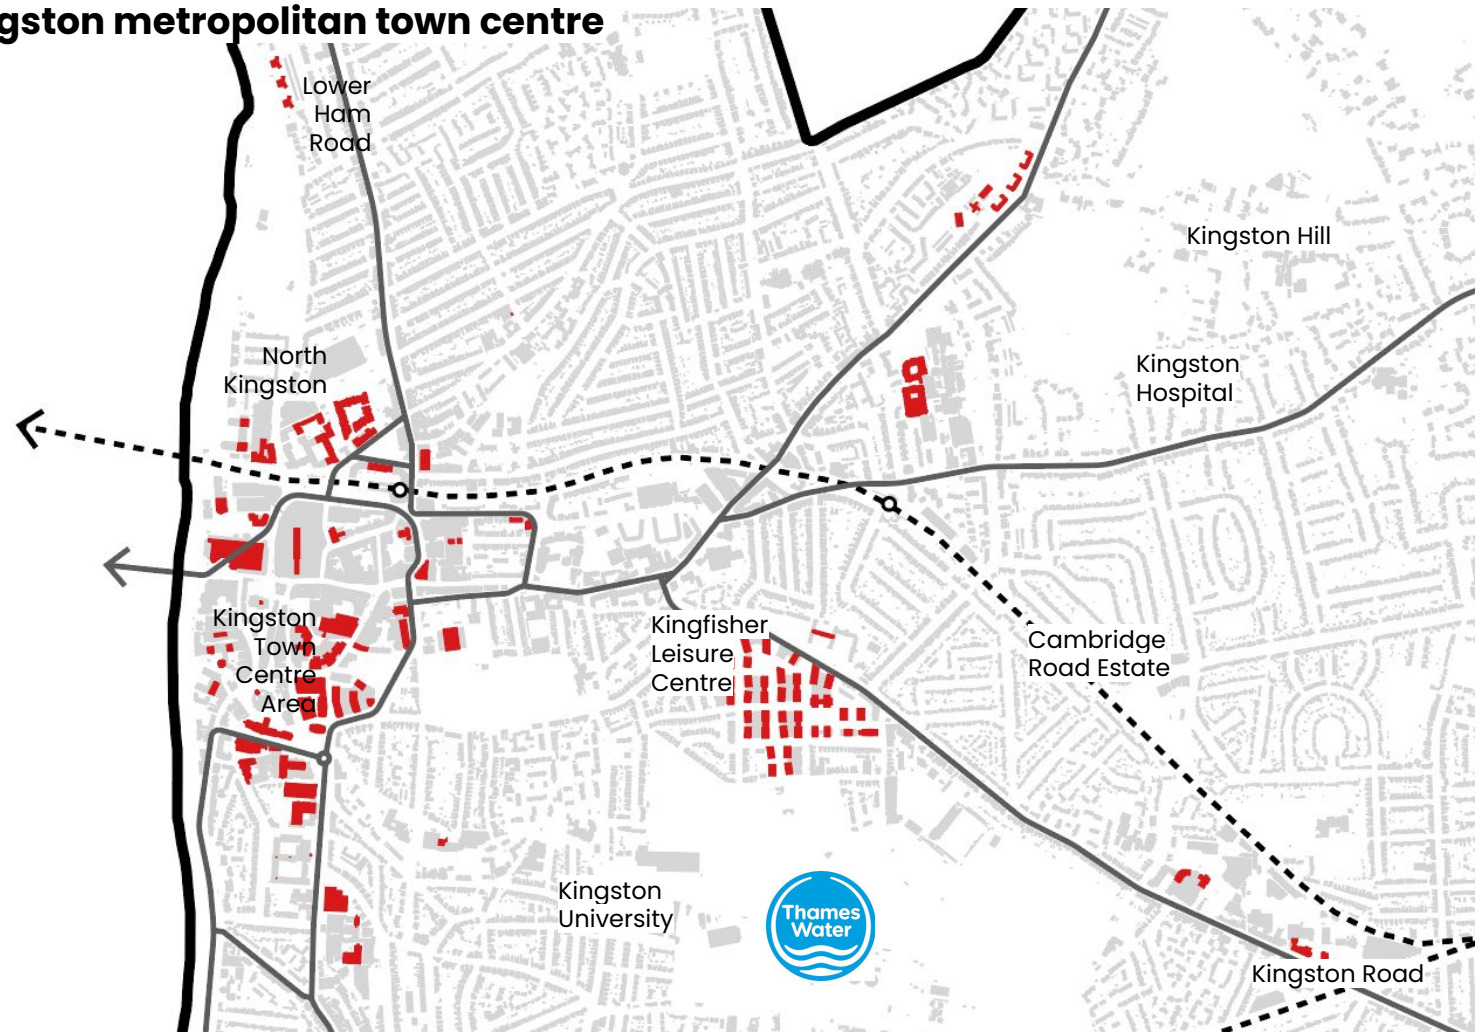 gston metropolitan town centre
Lower
Ham
Road
Kingston Hill
North
Kingston
Kingston
Hospital
Kingston
Town
Centre
Area
Kingfisher
Leisure
Centre
Cambridge
Road Estate
Kingston
University
Thames
Water
Kingston Road